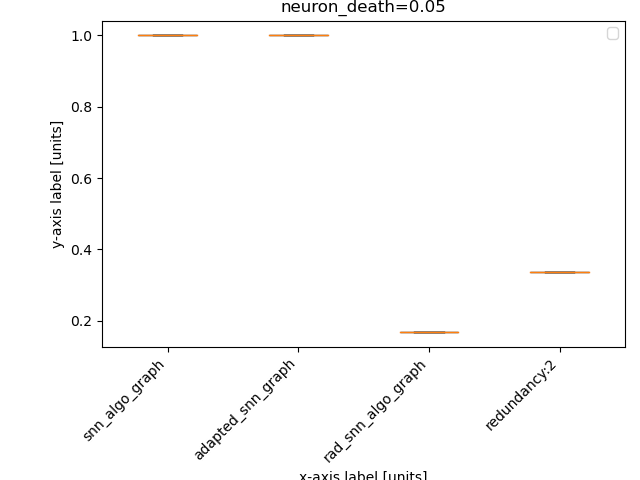 neuron_death=0.05
1.0
0.8
0.6
0.4
0.2
y-axis label [units]
snn_algo_graph
adapted_snn_graph
rad_snn_algo_graph
redundancy:2
x-axis label [units]